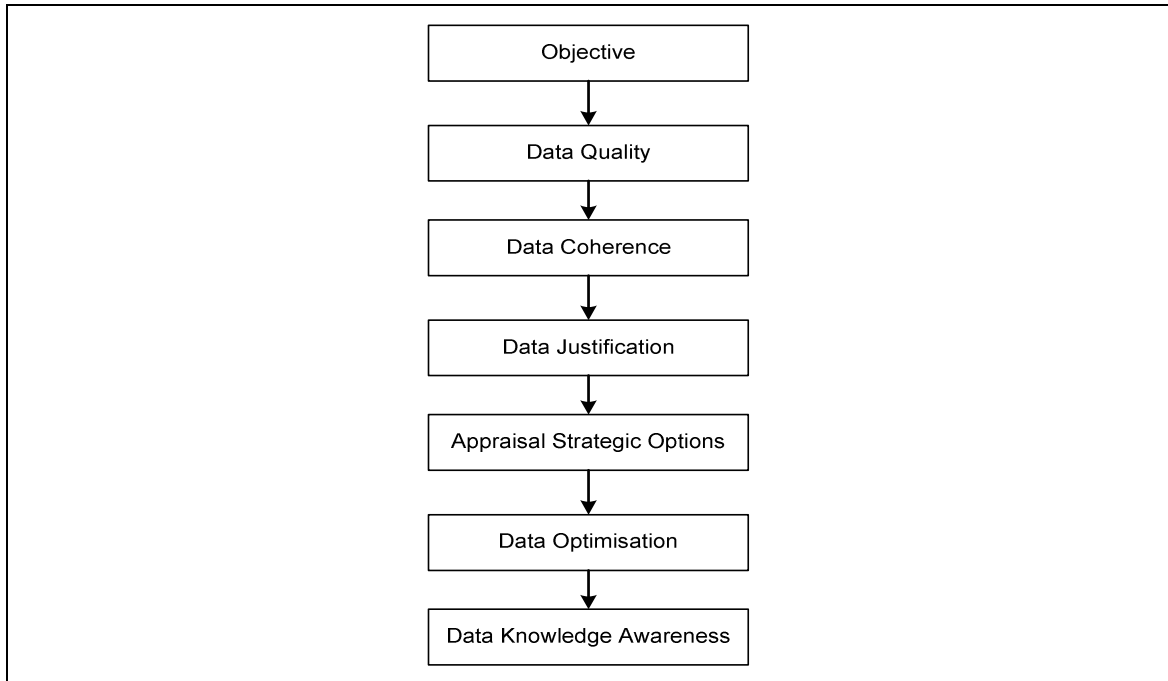 Objective
Data Quality
Data Coherence
Data Justification
Appraisal Strategic Options
Data Optimisation
Data Knowledge Awareness